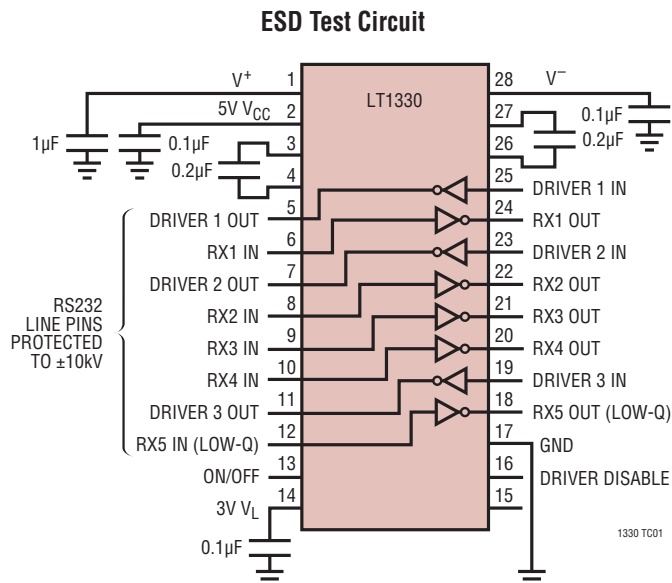 ESD Test Circuit
LT1330
V+
1
5V VCC
2
3
4
1µF
0.1µF
0.2µF
DRIVER 1 OUT
5
RX1 IN
6
DRIVER 2 OUT
7
RX2 IN
8
RX3 IN
9
RX4 IN
10
DRIVER 3 OUT
11
RX5 IN (LOW-Q)
12
ON/OFF
13
3V VL
14
0.1µF
RS232
LINE PINS
PROTECTED
TO ±10kV
28
V–
27
0.1µF
0.2µF
26
25
DRIVER 1 IN
24
RX1 OUT
23
DRIVER 2 IN
22
RX2 OUT
21
RX3 OUT
20
RX4 OUT
19
DRIVER 3 IN
18
RX5 OUT (LOW-Q)
17
GND
16
DRIVER DISABLE
15
1330 TC01